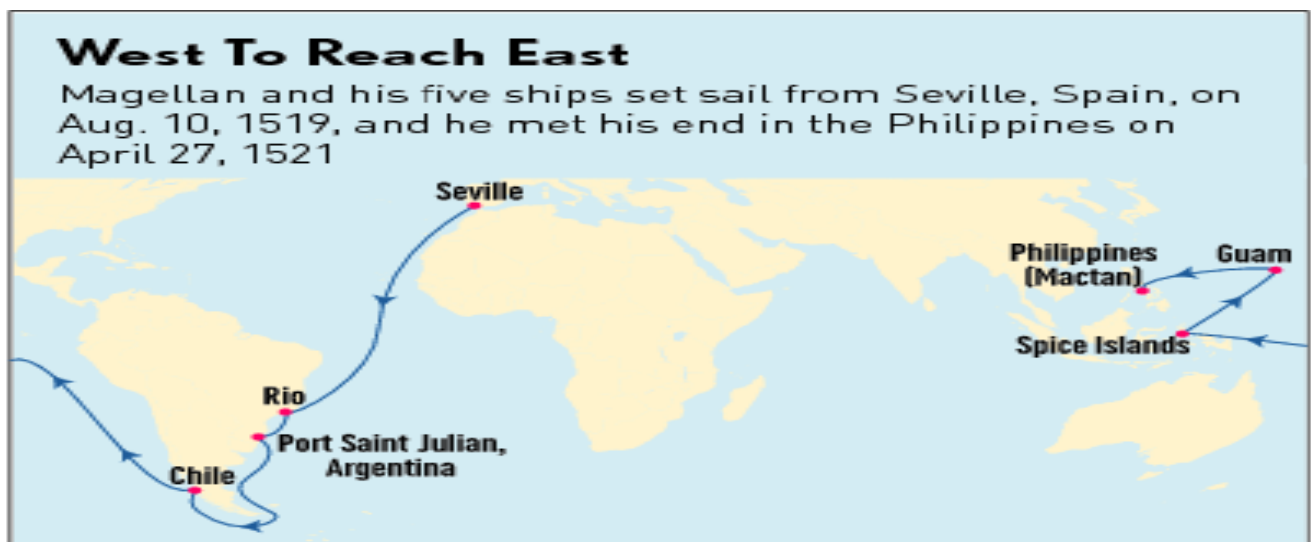 West To Reach East
Magellan and his five ships set sail from Seville, Spain, on
Aug. 10, 1519, and he met his end in the Philippines on
April 27, 1521
Seville
Philippines
(Mactan)
Guam
Spice Islands
Rio
Port Saint Julian,
Argentina
Chile